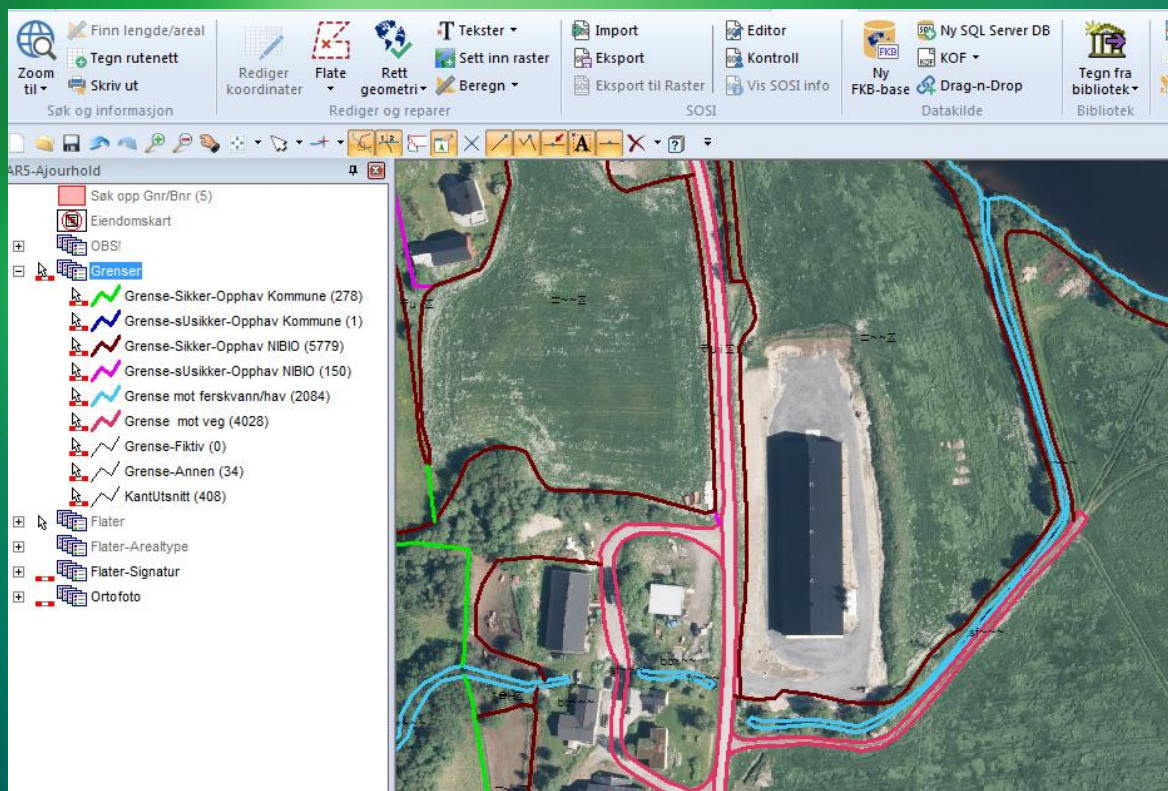 Finn lengde/areal
Tegn rutenett
Skriv ut
Zoom
til
Søk og informasjon
Rediger
koordinater
Flate
Rett
geometri
Tekster
Sett inn raster
Beregn
Rediger og reparer
Import
Eksport
Eksport til Raster
Editor
Kontroll
Vis SOSI info
SOSI
FKB
Ny
FKB-base
Ny SQL Server DB
KOF
Drag-n-Drop
Datakilde
Tegn fra
bibliotek
Bibliotek
AR5-Ajourhold
Søk opp Gnr/Bnr (5)
Eiendomskart
OBS!
Grenser
Grense-Sikker-Opphav Kommune (278)
Grense-sUsikker-Opphav Kommune (1)
Grense-Sikker-Opphav NIBIO (5779)
Grense-sUsikker-Opphav NIBIO (150)
Grense mot ferskvann/hav (2084)
Grense mot veg (4028)
Grense-Fiktiv (0)
Grense-Annen (34)
KantUtsnitt (408)
Flater
Flater-Arealtype
Flater-Signatur
Ortofoto